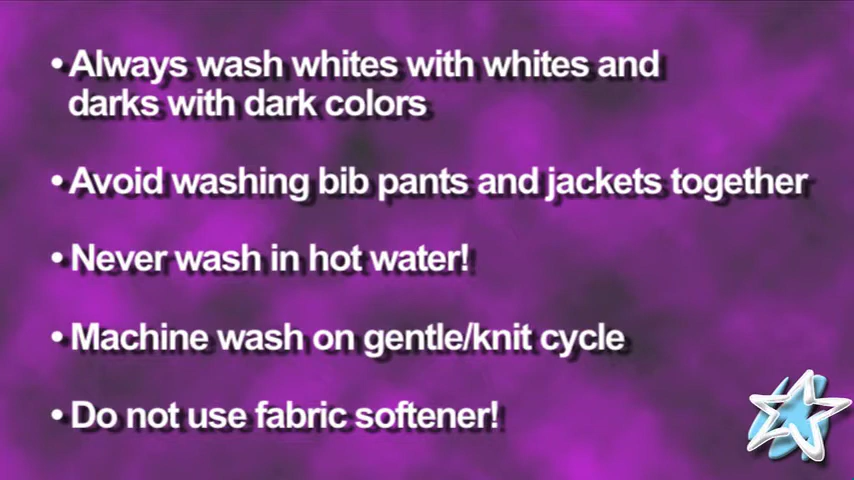 • Always wash whites with whites and
darks with dark colors
• Avoid washing bib pants and jackets together
• Never wash in hot water!
• Machine wash on gentle/knit cycle
• Do not use fabric softener!